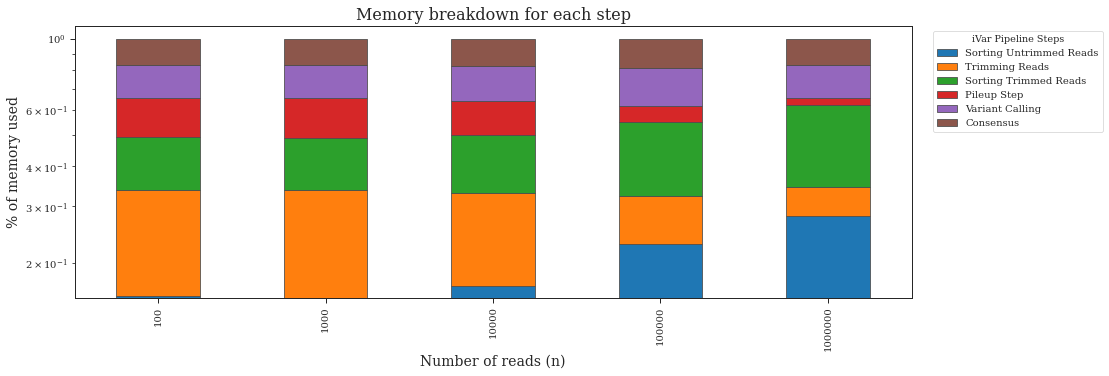 Memory breakdown for each step
% of memory used
10⁰
6 × 10⁻¹
4 × 10⁻¹
3 × 10⁻¹
2 × 10⁻¹
100
1000
10000
100000
1000000
Number of reads (n)
iVar Pipeline Steps
Sorting Untrimmed Reads
Trimming Reads
Sorting Trimmed Reads
Pileup Step
Variant Calling
Consensus